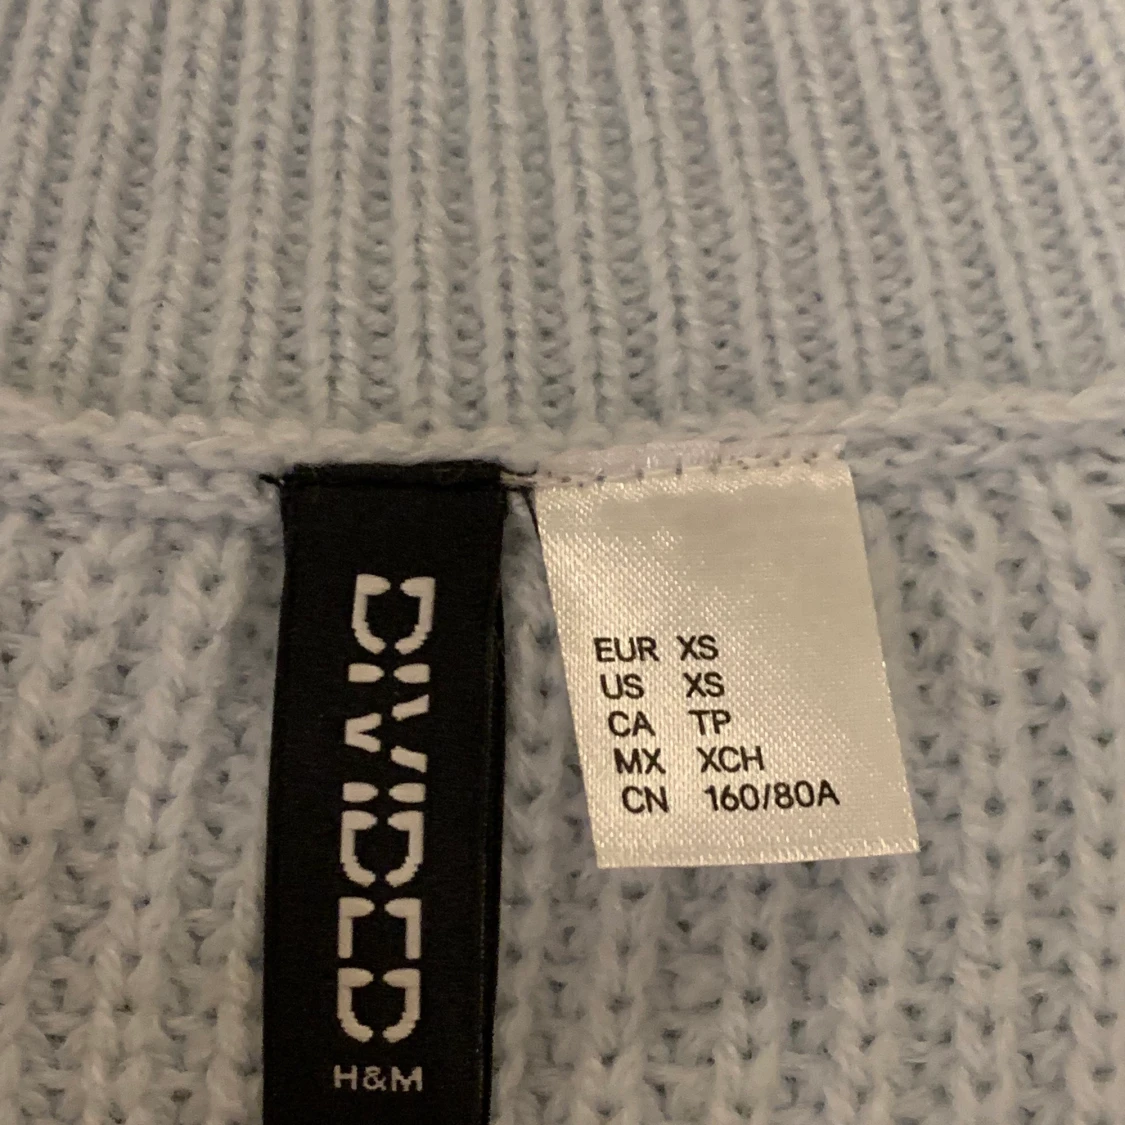 DIVIDED
H&M
EUR XS
US XS
CA TP
MX XCH
CN 160/80A